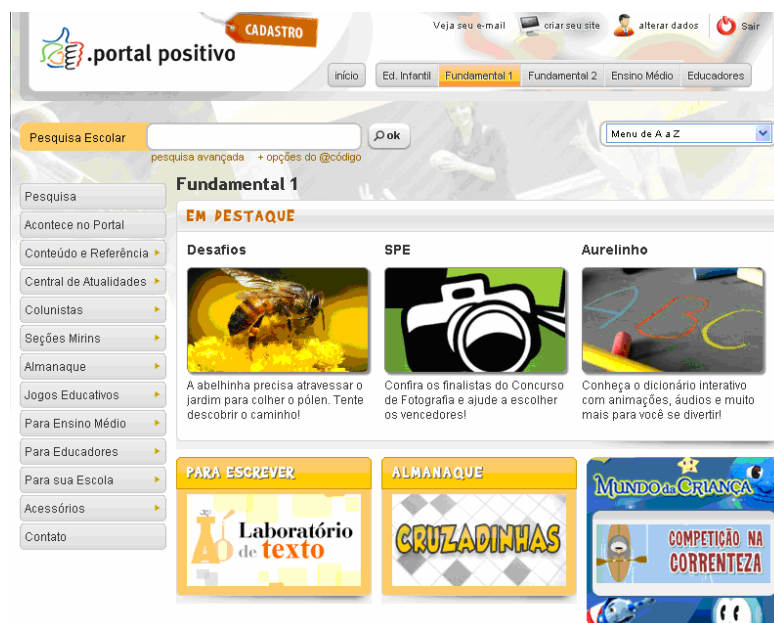 CADASTRO
Veja seu e-mail
criar seu site
alterar dados
Sair
.portal positivo
início
Ed. Infantil
Fundamental 1
Fundamental 2
Ensino Médio
Educadores
Pesquisa Escolar
ok
Menu de A a Z
pesquisa avançada
+ opções do @código
Pesquisa
Acontece no Portal
Conteúdo e Referência
Central de Atualidades
Colunistas
Seções Mirins
Almanaque
Jogos Educativos
Para Ensino Médio
Para Educadores
Para sua Escola
Acessórios
Contato
Fundamental 1
EM DESTAQUE
Desafios
A abelhinha precisa atravessar o
jardim para colher o pólen. Tente
descobrir o caminho!
SPE
Confira os finalistas do Concurso
de Fotografia e ajude a escolher
os vencedores!
Aurelinho
ABC
Conheça o dicionário interativo
com animações, áudios e muito
mais para você se divertir!
PARA ESCREVER
Laboratório
de texto
ALMANAQUE
CRUZADINHAS
MUNDO da CRIANÇA
COMPETIÇÃO NA
CORRENTEZA